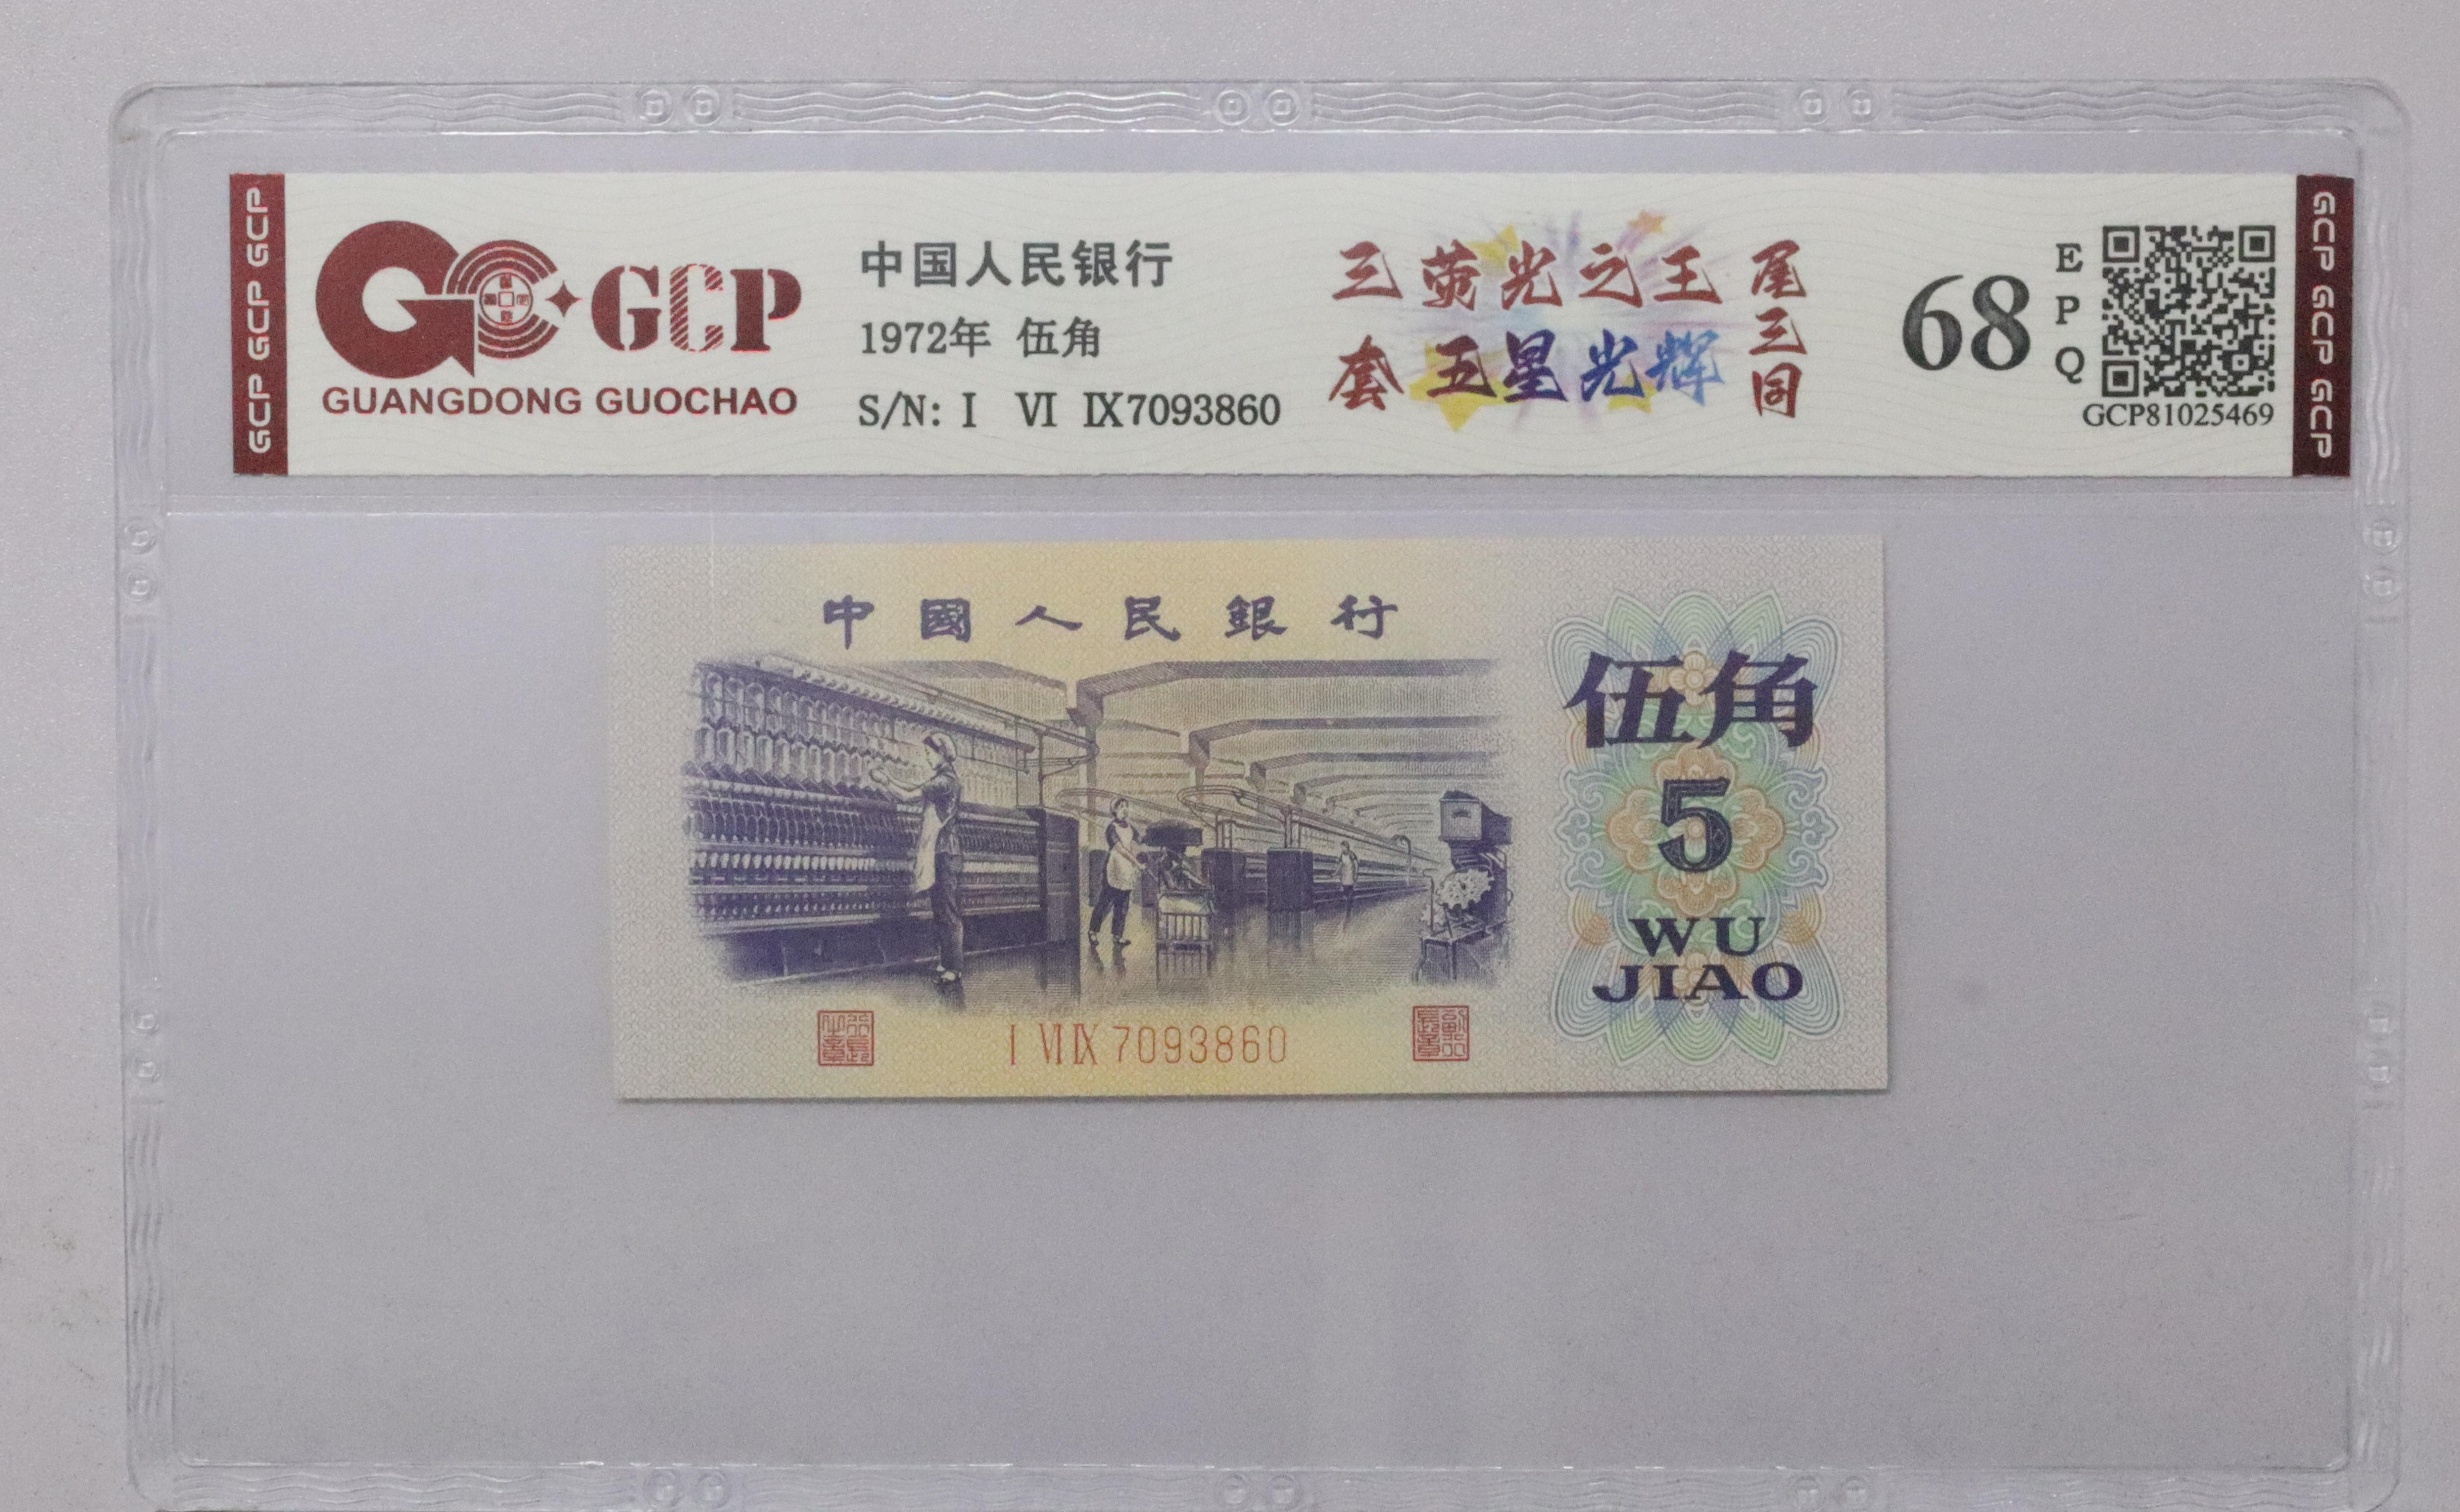 GCP GCP GCP
GCP
GUANGDONG GUOCHAO
中国人民银行
1972年 伍角
S/N: I VI IX7093860
三套
荧光之王
五星光辉
尾三同
68
EPQ
GCP81025469
GCP GCP GCP
中國人民銀行
伍角
5
WU
JIAO
I VI IX 7093860